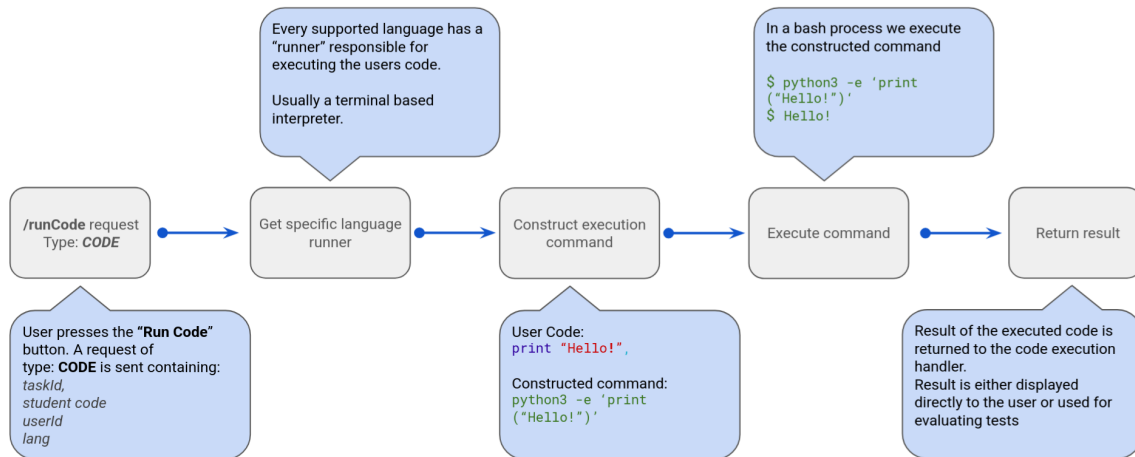 Every supported language has a
“runner” responsible for
executing the users code.
Usually a terminal based
interpreter.
In a bash process we execute
the constructed command
$ python3 -e ‘print
(“Hello!”)’
$ Hello!
/runCode request
Type: CODE
Get specific language
runner
Construct execution
command
Execute command
Return result
User presses the “Run Code”
button. A request of
type: CODE is sent containing:
taskId,
student code
userId
lang
User Code:
print “Hello!”,
Constructed command:
python3 -e ‘print
(“Hello!”)’
Result of the executed code is
returned to the code execution
handler.
Result is either displayed
directly to the user or used for
evaluating tests